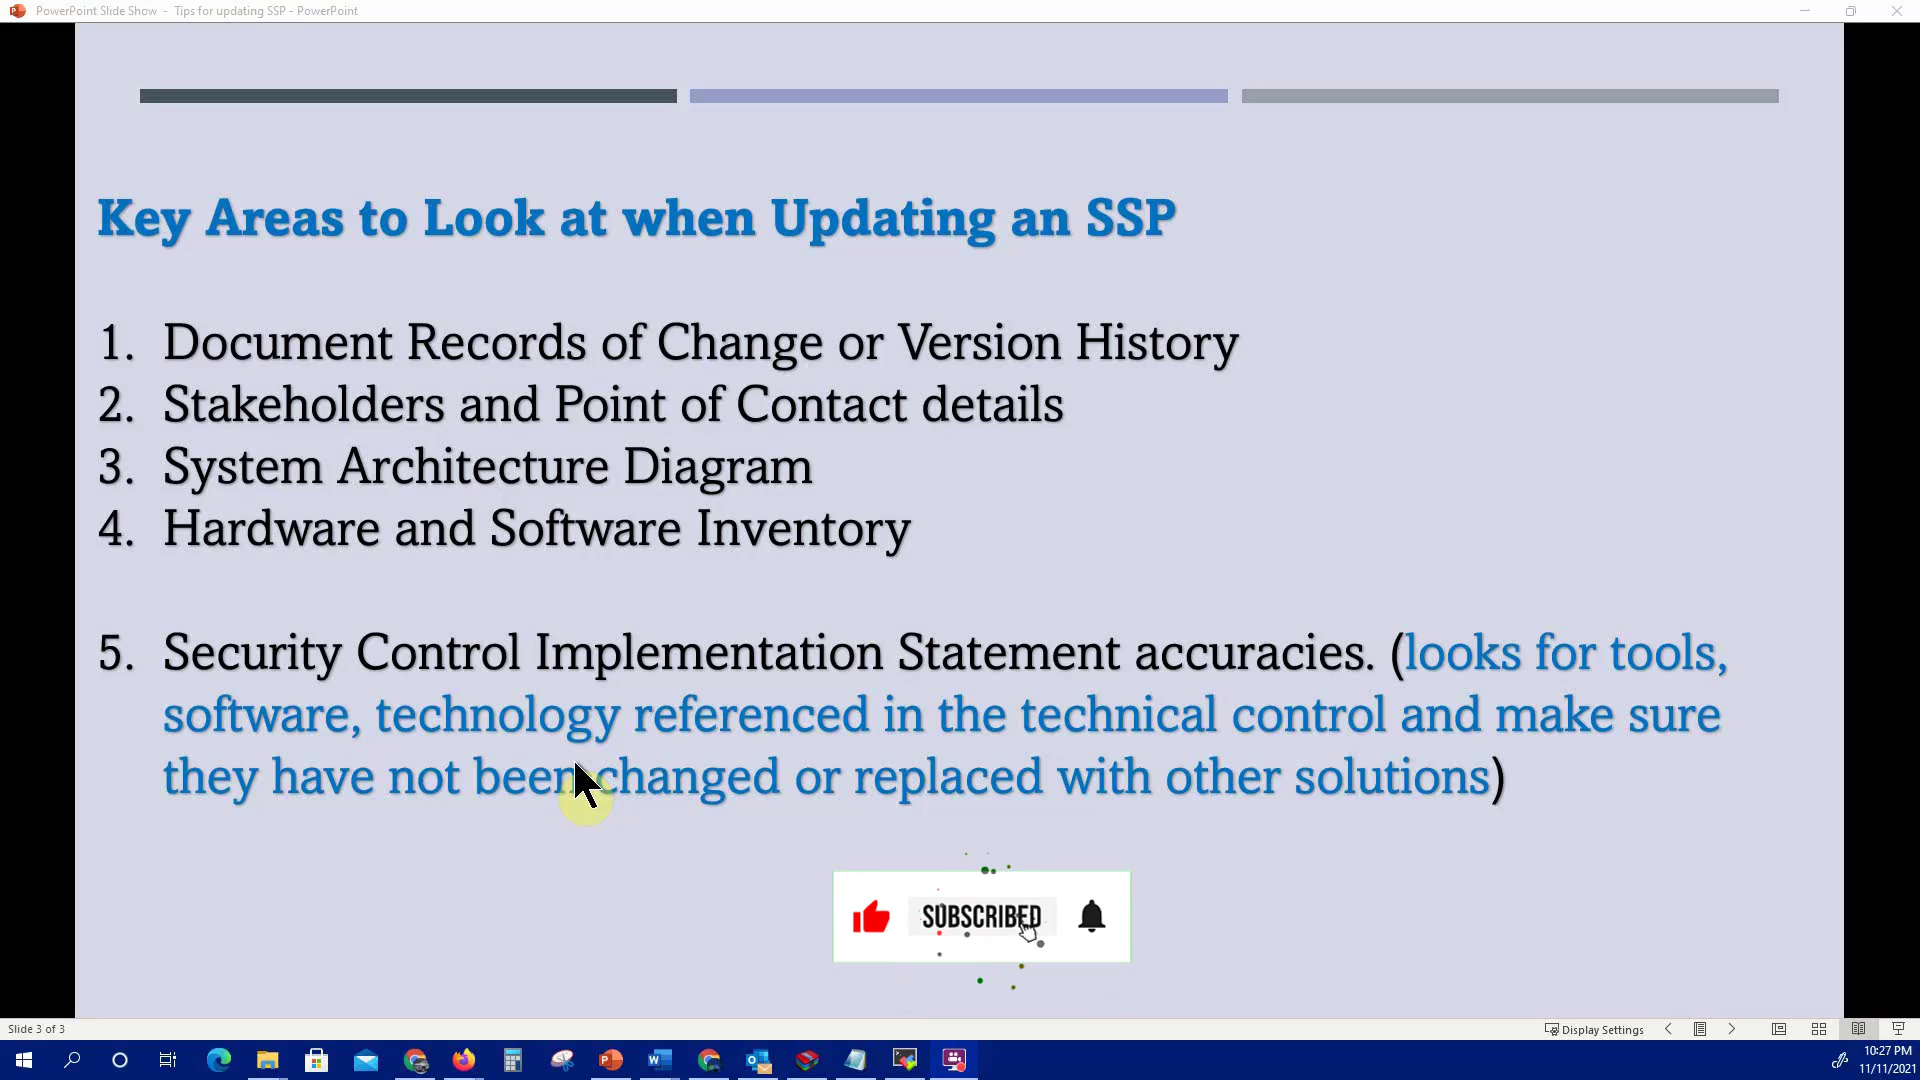 PowerPoint Slide Show - Tips for updating SSP - PowerPoint
Key Areas to Look at when Updating an SSP
1. Document Records of Change or Version History
2. Stakeholders and Point of Contact details
3. System Architecture Diagram
4. Hardware and Software Inventory
5. Security Control Implementation Statement accuracies. (looks for tools,
software, technology referenced in the technical control and make sure
they have not been changed or replaced with other solutions)
SUBSCRIBED
Slide 3 of 3
Display Settings
10:27 PM
11/11/2021